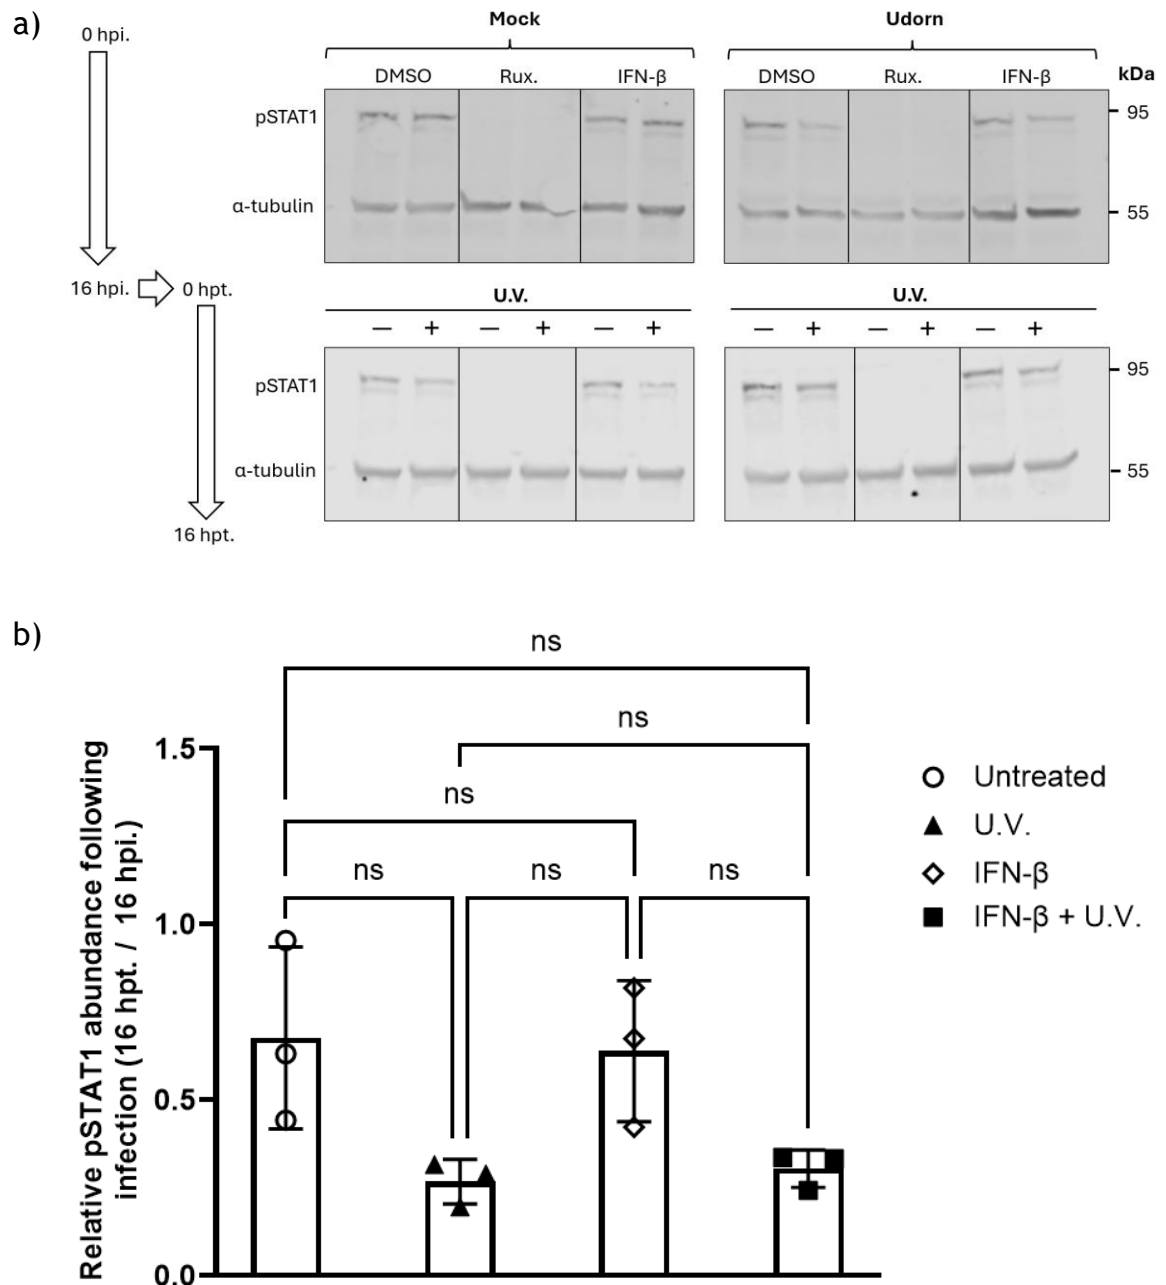 a)
0 hpi.
Mock
Udorn
DMSO Rux. IFN-β
DMSO Rux. IFN-β
kDa
pSTAT1
95
α-tubulin
55
16 hpi. 0 hpt.
U.V.
U.V.
— + — + — +
— + — + — +
pSTAT1
95
α-tubulin
55
16 hpt.
b)
ns
ns
ns
ns ns ns
Relative pSTAT1 abundance following
infection (16 hpt. / 16 hpi.)
1.5
1.0
0.5
0.0
Untreated
U.V.
IFN-β
IFN-β + U.V.